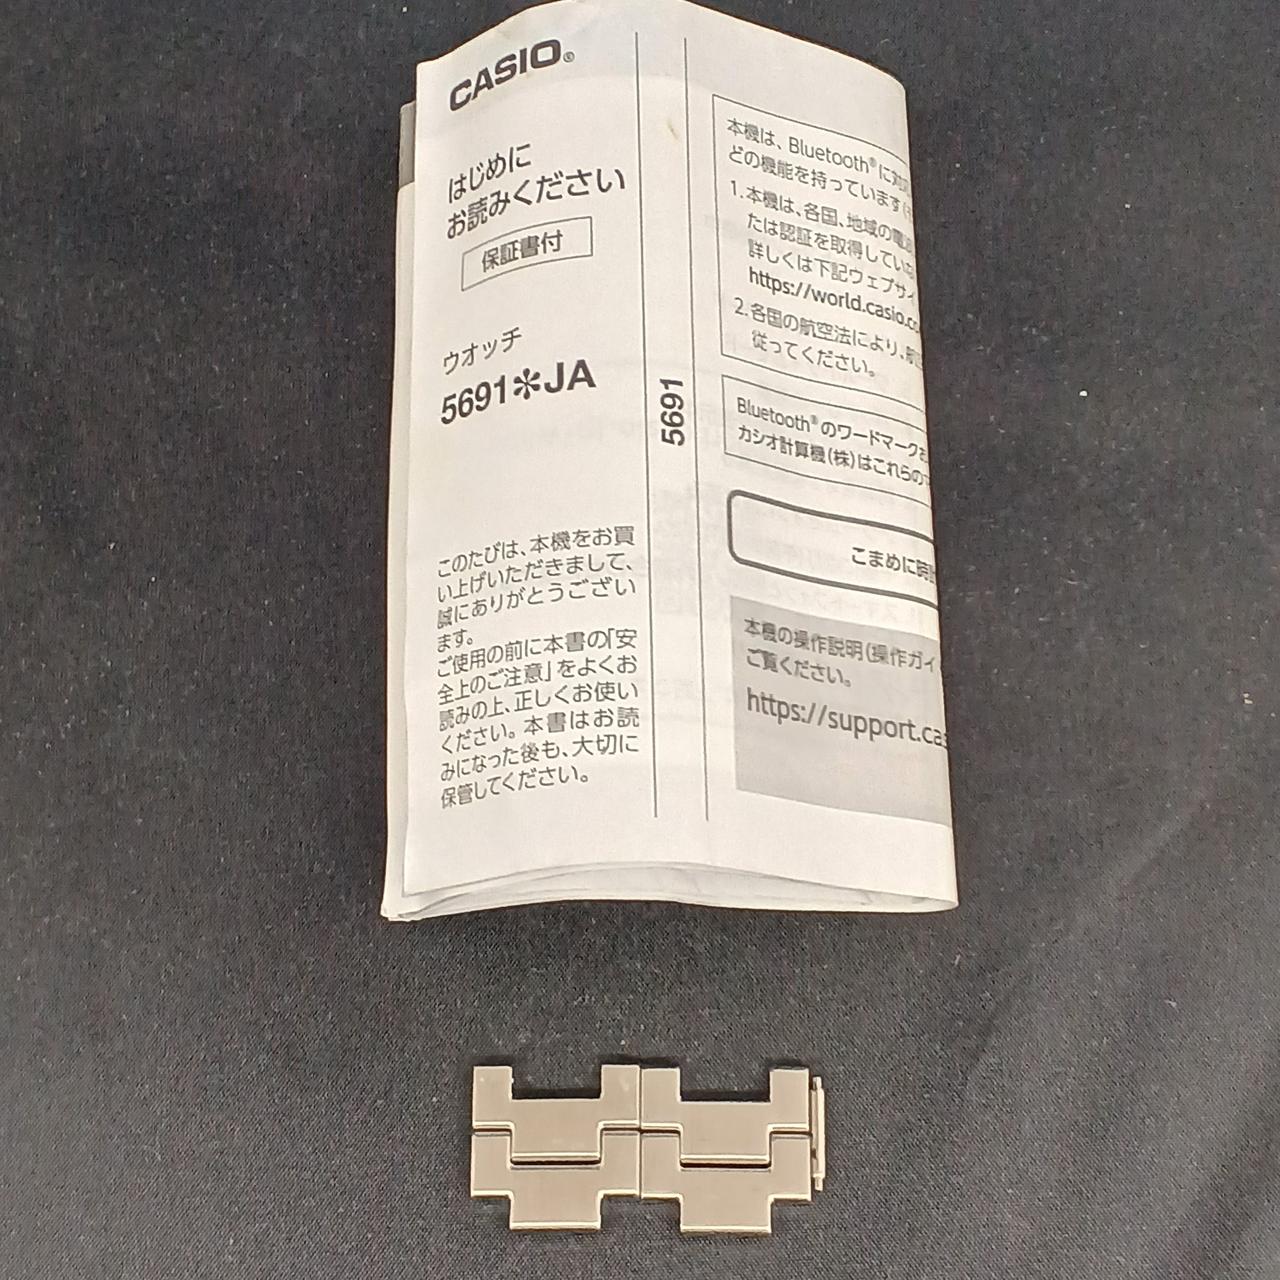 CASIO®
はじめに
お読みください
保証書付
ウオッチ
5691✻JA
このたびは、本機をお買
い上げいただきまして、
誠にありがとうござい
ます。
ご使用の前に本書の「安
全上のご注意」をよくお
読みの上、正しくお使い
ください。本書はお読
みになった後も、大切に
保管してください。
5691
本機は、Bluetooth®に対応
どの機能を持っています
1. 本機は、各国、地域の電波
たは認証を取得している
詳しくは下記ウェブサイ
https://world.casio.co
2. 各国の航空法により、
従ってください。
Bluetooth®のワードマーク
カシオ計算機(株)はこれらの
こまめに時計
本機の操作説明(操作ガイ
ご覧ください。
https://support.cas